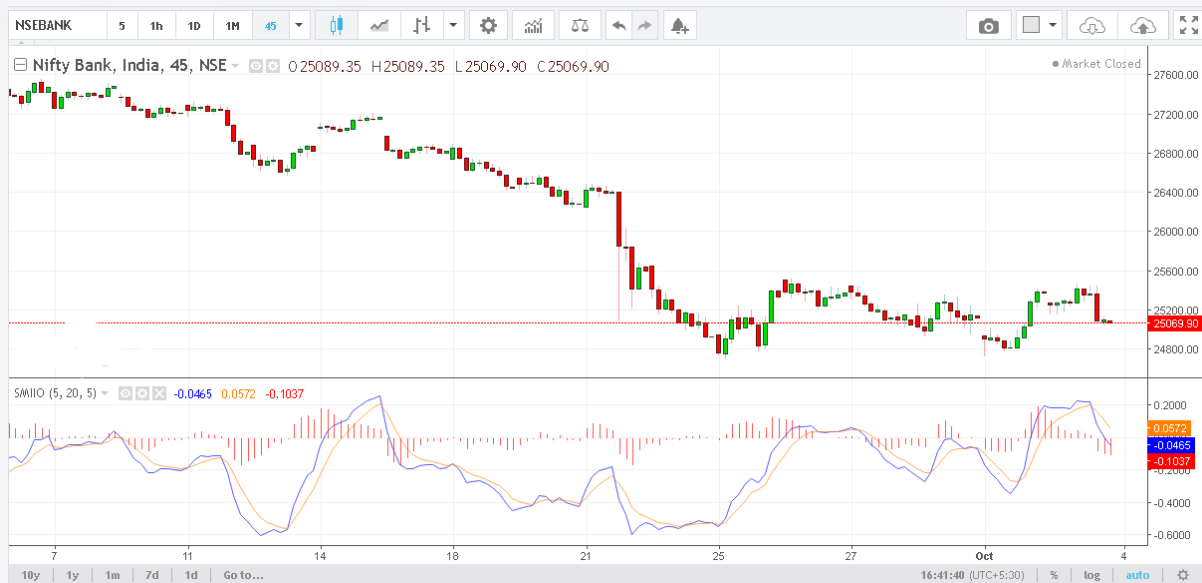 NSEBANK 5 1h 1D 1M 45
Nifty Bank, India, 45, NSE O25089.35 H25089.35 L25069.90 C25069.90
Market Closed
27600.00
27200.00
26800.00
26400.00
26000.00
25600.00
25200.00
25069.90
24800.00
SMIIO (5, 20, 5) -0.0465 0.0572 -0.1037
0.2000
0.0572
-0.0465
-0.1037
-0.2000
-0.4000
-0.6000
7 11 14 18 21 25 27 Oct 4
10y 1y 1m 7d 1d Go to... 16:41:40 (UTC+5:30) % log auto